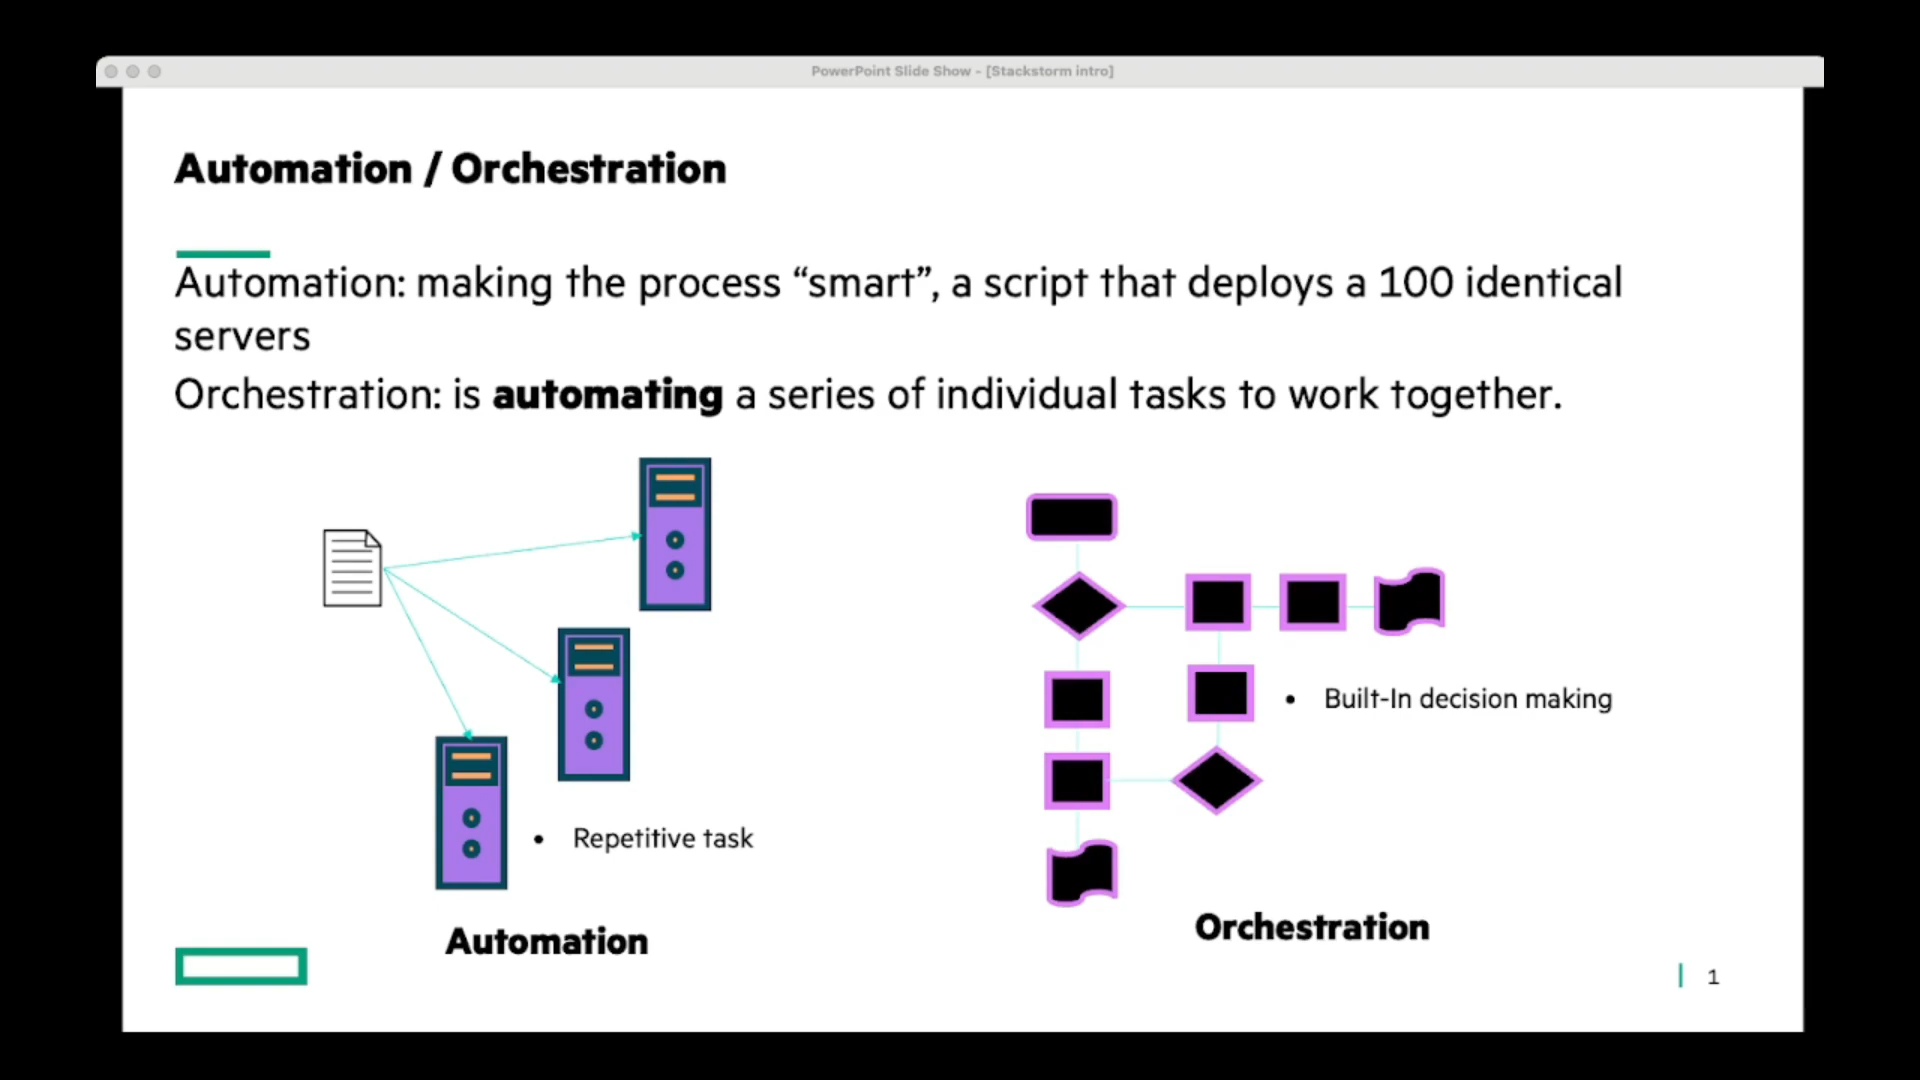 PowerPoint Slide Show - [Stackstorm intro]
Automation / Orchestration
Automation: making the process “smart”, a script that deploys a 100 identical
servers
Orchestration: is automating a series of individual tasks to work together.
• Built-In decision making
• Repetitive task
Automation
Orchestration
1